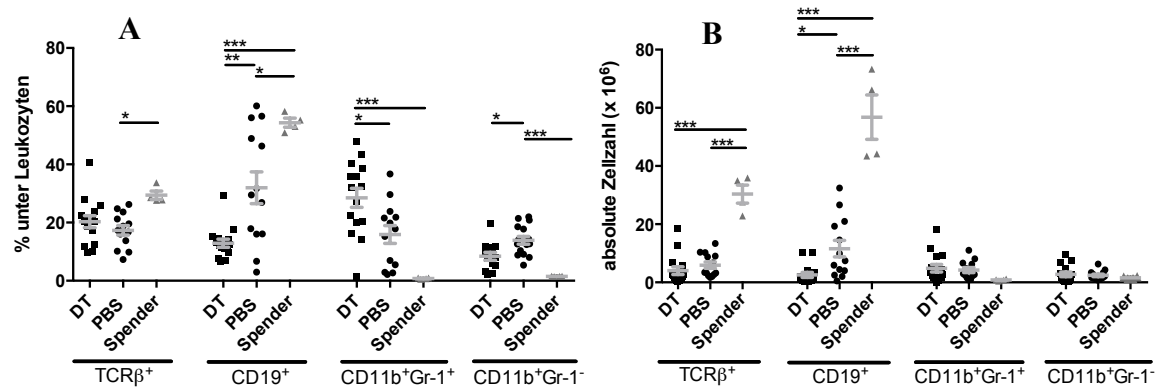 A
% unter Leukozyten
80
60
40
20
0
***
**
*
*
***
*
*
***
DT
PBS
Spender
DT
PBS
Spender
DT
PBS
Spender
DT
PBS
Spender
TCRβ⁺
CD19⁺
CD11b⁺Gr-1⁺
CD11b⁺Gr-1⁻
B
absolute Zellzahl (x 10⁶)
80
60
40
20
0
***
*
***
***
***
DT
PBS
Spender
DT
PBS
Spender
DT
PBS
Spender
DT
PBS
Spender
TCRβ⁺
CD19⁺
CD11b⁺Gr-1⁺
CD11b⁺Gr-1⁻